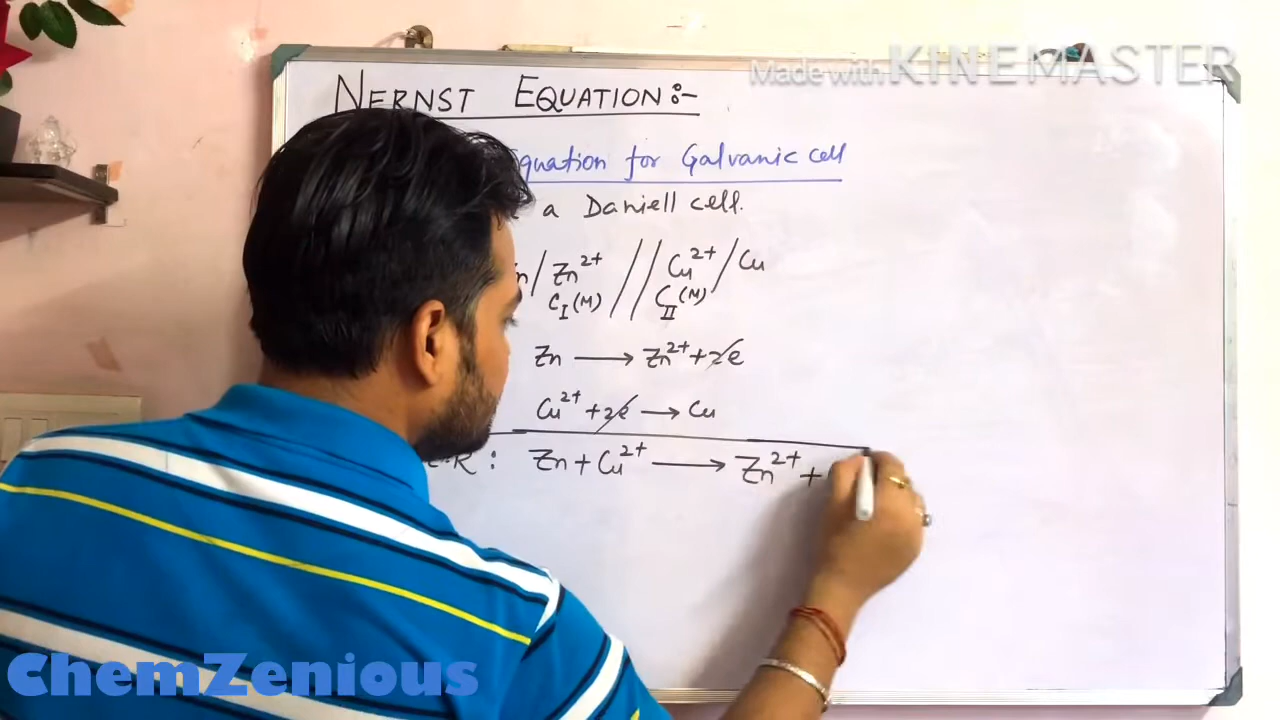 Made with KINEMASTER
NERNST EQUATION:-
quation for Galvanic cell
a Daniell cell.
n/Zn²⁺//Cu²⁺/Cu
C_I(M) C_II(M)
Zn ⟶ Zn²⁺+2e
Cu²⁺+2e ⟶ Cu
R: Zn+Cu²⁺ ⟶ Zn²⁺+
ChemZenious